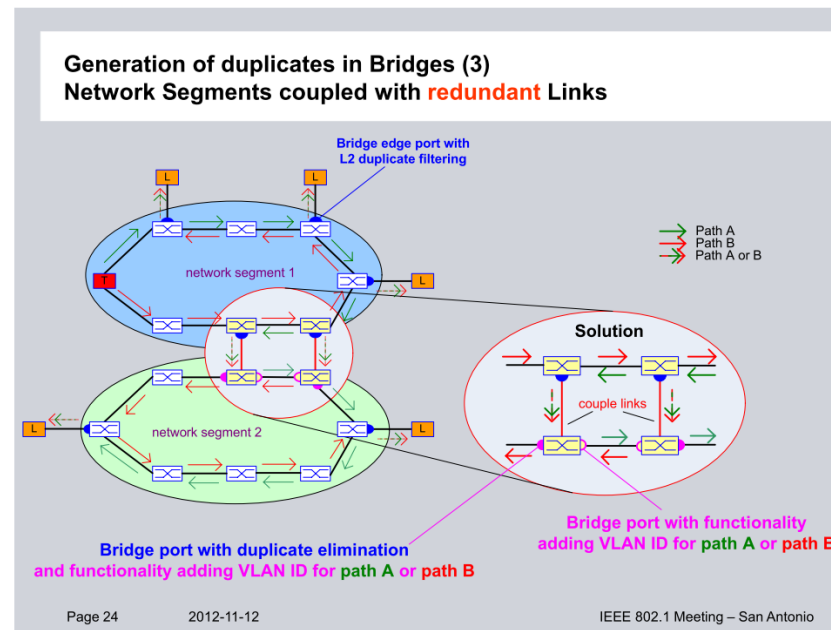 Generation of duplicates in Bridges (3)
Network Segments coupled with redundant Links
Bridge edge port with
L2 duplicate filtering
L
L
Path A
Path B
Path A or B
network segment 1
T
L
Solution
couple links
L
network segment 2
L
Bridge port with functionality
adding VLAN ID for path A or path B
Bridge port with duplicate elimination
and functionality adding VLAN ID for path A or path B
Page 24
2012-11-12
IEEE 802.1 Meeting – San Antonio